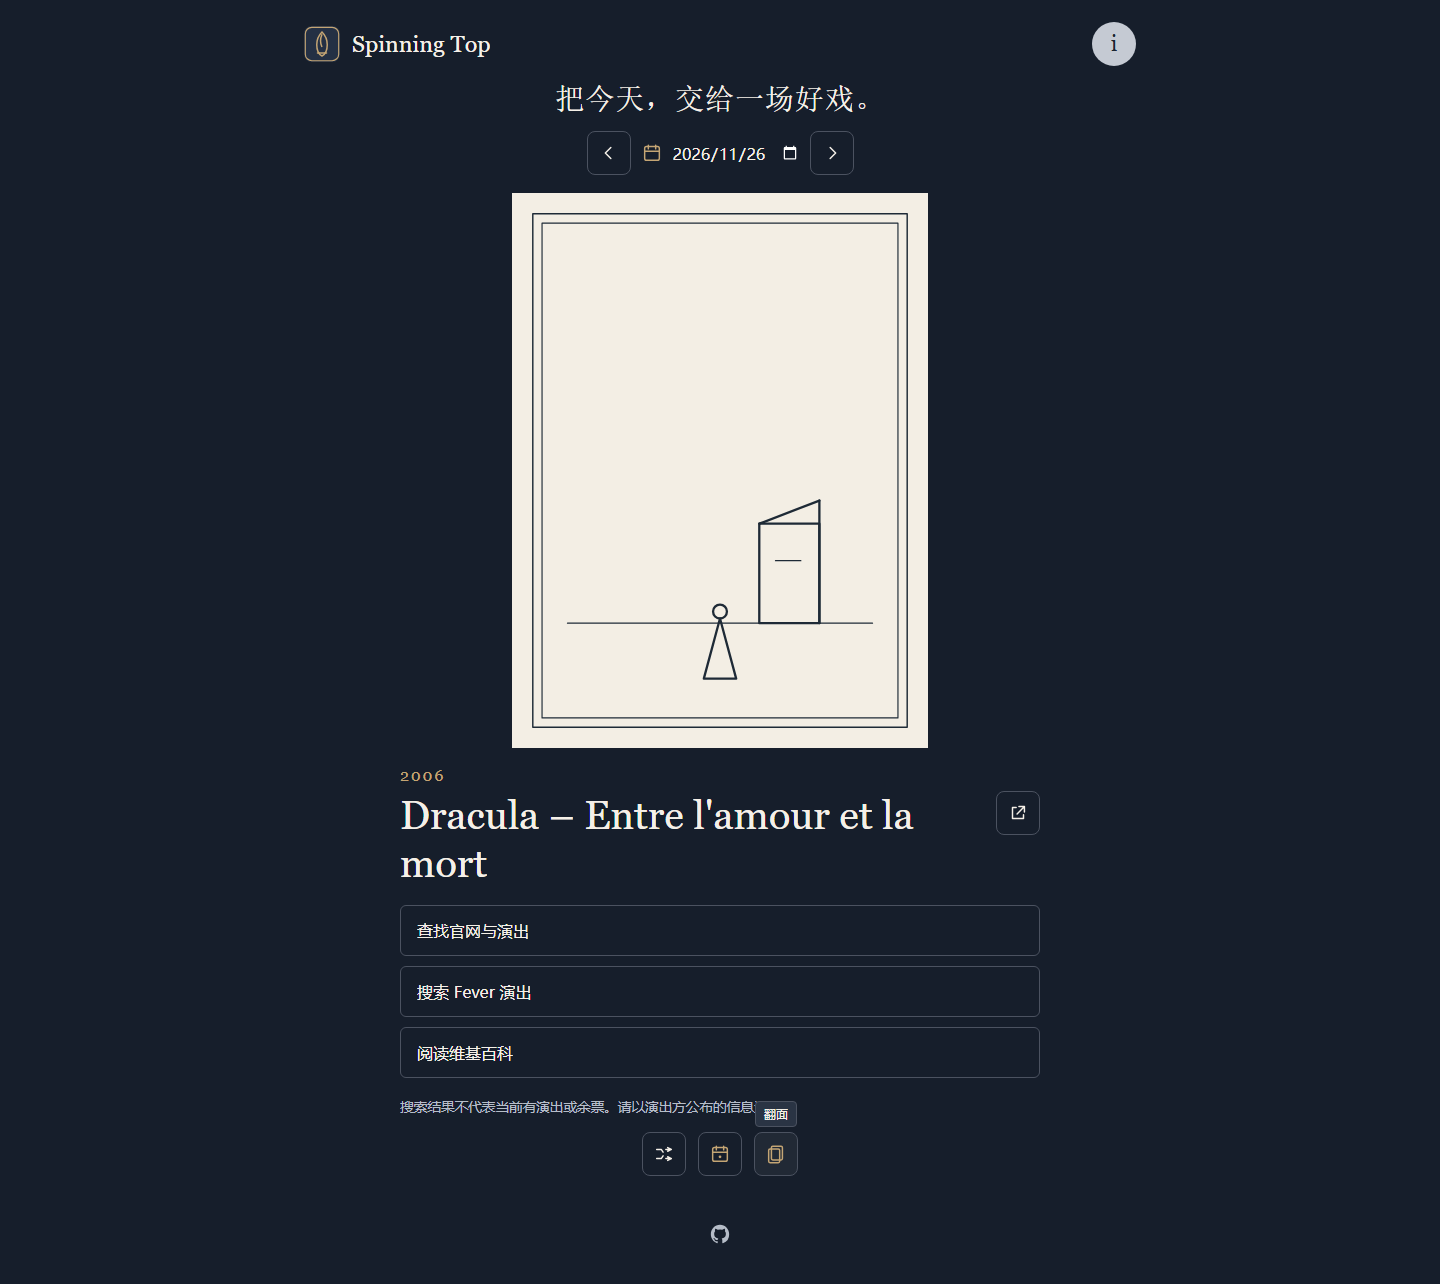 Spinning Top
i
把今天，交给一场好戏。
2026/11/26
2006
Dracula – Entre l'amour et la
mort
查找官网与演出
搜索 Fever 演出
阅读维基百科
搜索结果不代表当前有演出或余票。请以演出方公布的信息
翻面